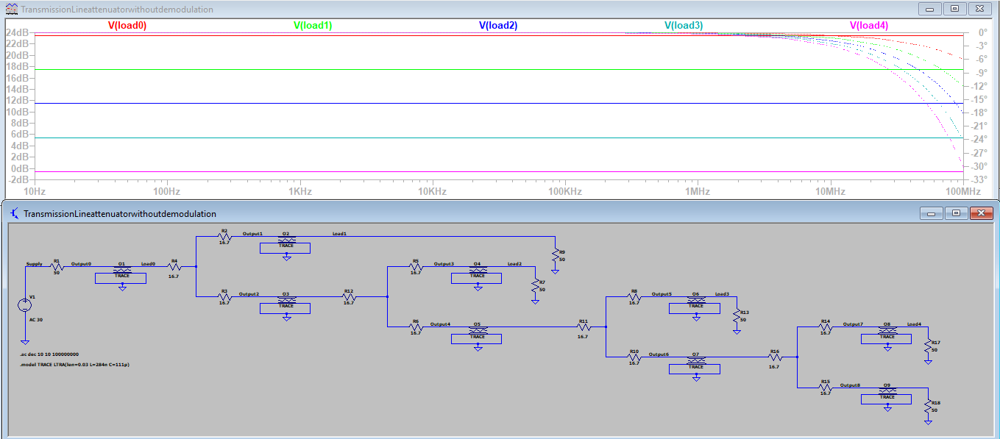 TransmissionLineattenuatorwithoutdemodulation
V(load0) V(load1) V(load2) V(load3) V(load4)
24dB 0°
22dB -3°
20dB -6°
18dB -9°
16dB -12°
14dB -15°
12dB -18°
10dB -21°
8dB -24°
6dB -27°
4dB -30°
2dB -33°
0dB
-2dB
10Hz 100Hz 1KHz 10KHz 100KHz 1MHz 10MHz 100MHz
TransmissionLineattenuatorwithoutdemodulation
R2 Output1 O2 Load1
16.7 TRACE
R9
50
Supply R1 Output0 O1 Load0 R4
50 TRACE 16.7
R5 Output3 O4 Load2
16.7 TRACE
R7
50
V1
AC 30
R3 Output2 O3 R12
16.7 TRACE 16.7
R8 Output5 O6 Load3
16.7 TRACE
R13
50
R6 Output4 O5 R11
16.7 TRACE 16.7
R14 Output7 O8 Load4
16.7 TRACE
R17
50
R10 Output6 O7 R16
16.7 TRACE 16.7
R15 Output8 O9
16.7 TRACE
R18
50
.ac dec 10 10 100000000
.model TRACE LTRA(len=0.03 L=284n C=111p)